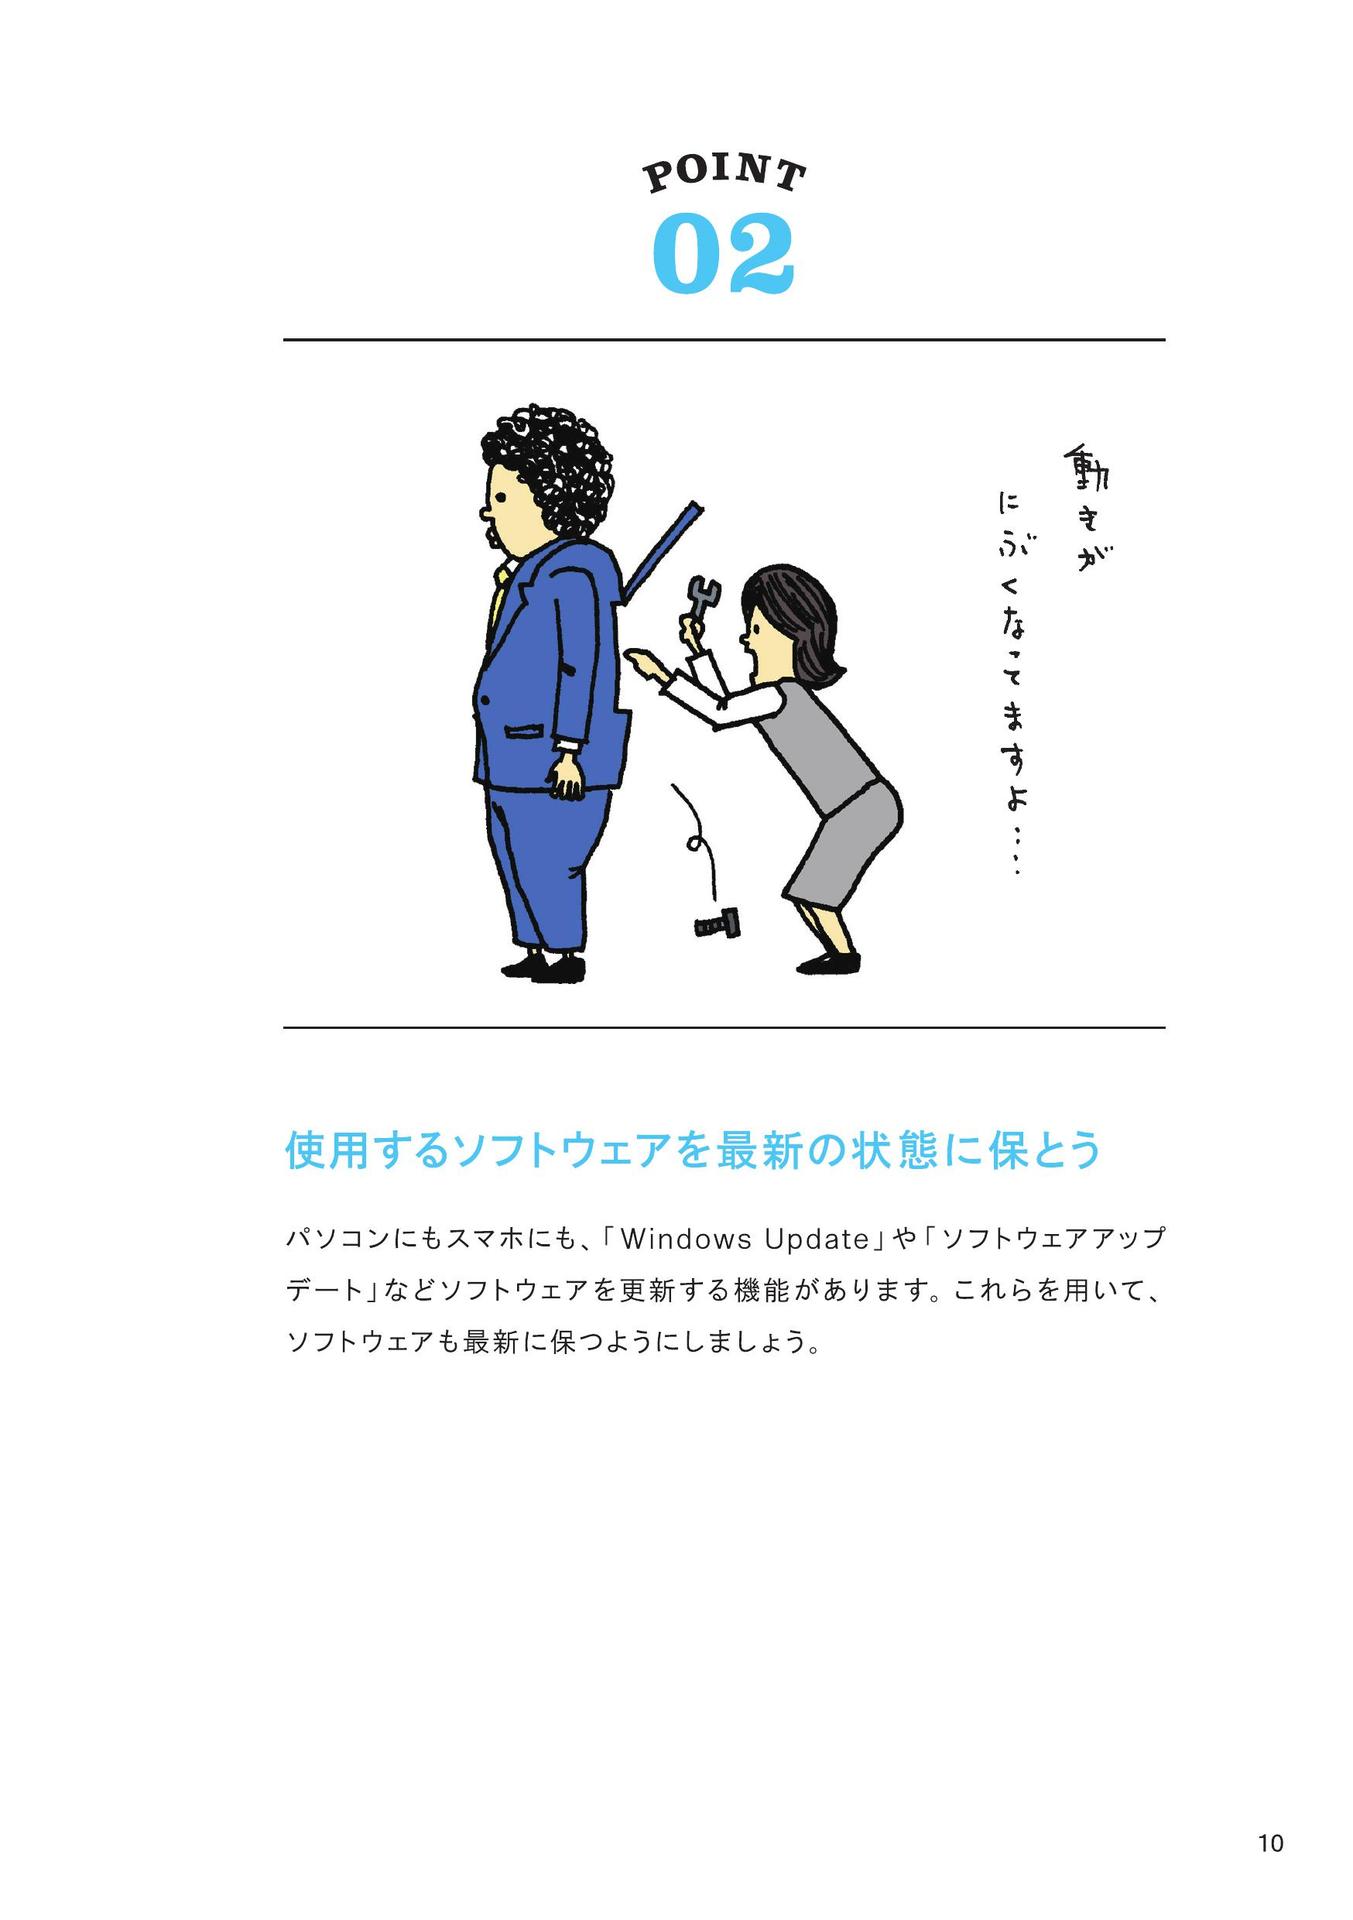 POINT
02
動きが
にぶくなってますよ……
使用するソフトウェアを最新の状態に保とう
パソコンにもスマホにも、「Windows Update」や「ソフトウェアアップ
デート」などソフトウェアを更新する機能があります。これらを用いて、
ソフトウェアも最新に保つようにしましょう。
10